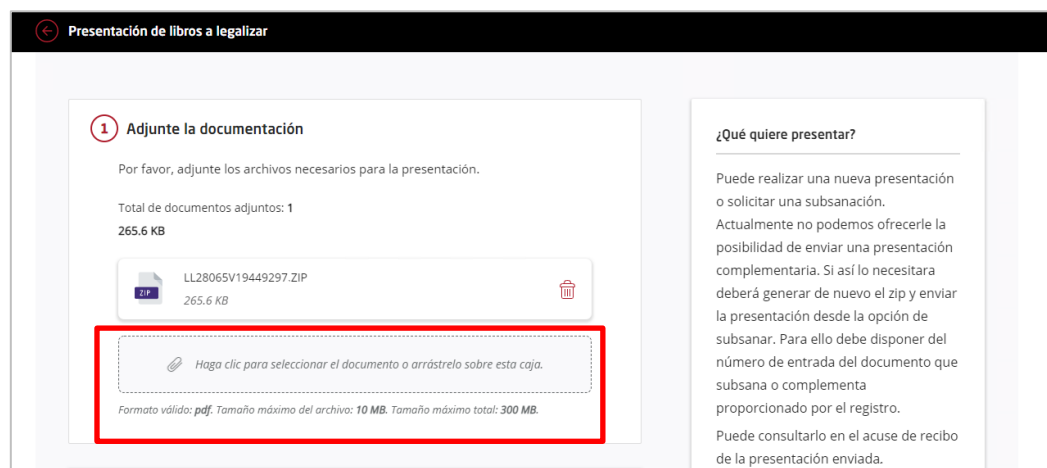 Presentación de libros a legalizar
1 Adjunte la documentación
Por favor, adjunte los archivos necesarios para la presentación.
Total de documentos adjuntos: 1
265.6 KB
ZIP
LL28065V19449297.ZIP
265.6 KB
Haga clic para seleccionar el documento o arrástrelo sobre esta caja.
Formato válido: pdf. Tamaño máximo del archivo: 10 MB. Tamaño máximo total: 300 MB.
¿Qué quiere presentar?
Puede realizar una nueva presentación
o solicitar una subsanación.
Actualmente no podemos ofrecerle la
posibilidad de enviar una presentación
complementaria. Si así lo necesitara
deberá generar de nuevo el zip y enviar
la presentación desde la opción de
subsanar. Para ello debe disponer del
número de entrada del documento que
subsana o complementa
proporcionado por el registro.
Puede consultarlo en el acuse de recibo
de la presentación enviada.